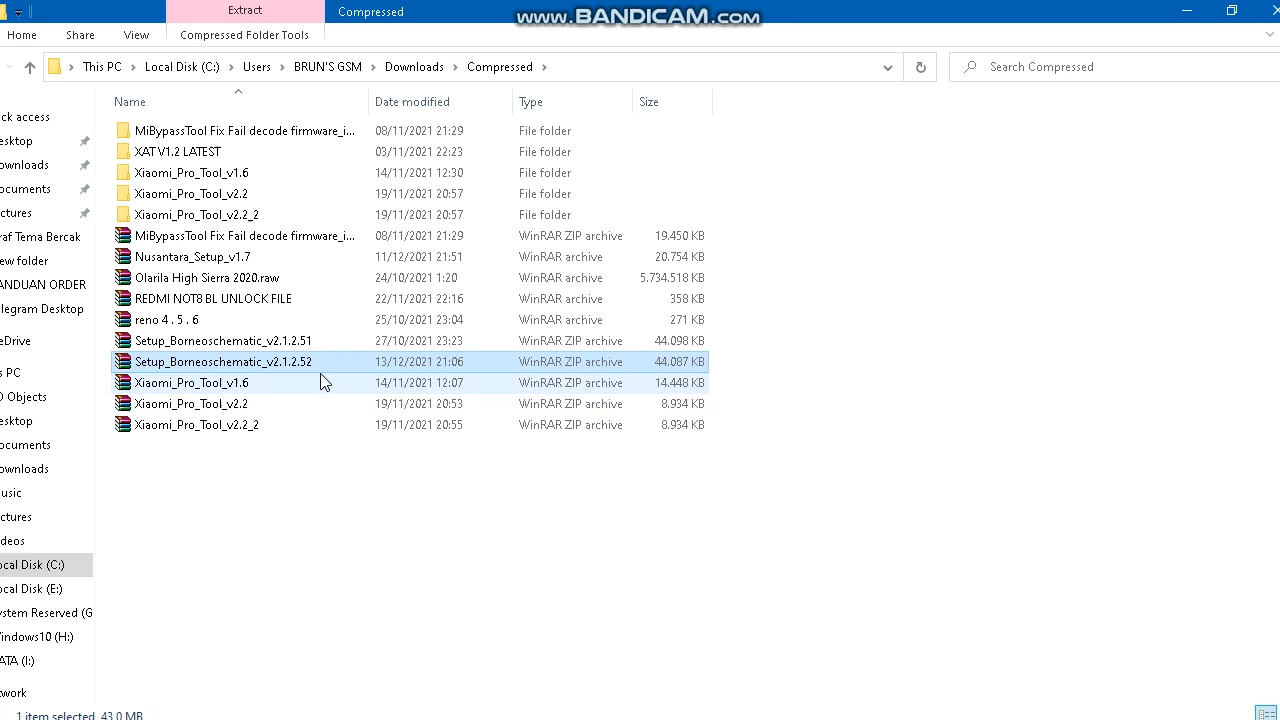 Extract
Compressed
www.BANDICAM.com
Home
Share
View
Compressed Folder Tools
This PC > Local Disk (C:) > Users > BRUN'S GSM > Downloads > Compressed >
Search Compressed
Name
Date modified
Type
Size
MiBypassTool Fix Fail decode firmware_i... 08/11/2021 21:29 File folder
XAT V1.2 LATEST 03/11/2021 22:23 File folder
Xiaomi_Pro_Tool_v1.6 14/11/2021 12:30 File folder
Xiaomi_Pro_Tool_v2.2 19/11/2021 20:57 File folder
Xiaomi_Pro_Tool_v2.2_2 19/11/2021 20:57 File folder
MiBypassTool Fix Fail decode firmware_i... 08/11/2021 21:29 WinRAR ZIP archive 19.450 KB
Nusantara_Setup_v1.7 11/12/2021 21:51 WinRAR archive 20.754 KB
Olarila High Sierra 2020.raw 24/10/2021 1:20 WinRAR archive 5.734.518 KB
REDMI NOT8 BL UNLOCK FILE 22/11/2021 22:16 WinRAR archive 358 KB
reno 4 . 5 . 6 25/10/2021 23:04 WinRAR archive 271 KB
Setup_Borneoschematic_v2.1.2.51 27/10/2021 23:23 WinRAR ZIP archive 44.098 KB
Setup_Borneoschematic_v2.1.2.52 13/12/2021 21:06 WinRAR ZIP archive 44.087 KB
Xiaomi_Pro_Tool_v1.6 14/11/2021 12:07 WinRAR ZIP archive 14.448 KB
Xiaomi_Pro_Tool_v2.2 19/11/2021 20:53 WinRAR ZIP archive 8.934 KB
Xiaomi_Pro_Tool_v2.2_2 19/11/2021 20:55 WinRAR ZIP archive 8.934 KB
ck access
esktop
ownloads
ocuments
ctures
raf Tema Bercak
ew folder
ANDUAN ORDER
elegram Desktop
eDrive
s PC
D Objects
esktop
ocuments
ownloads
usic
ctures
deos
ocal Disk (C:)
ocal Disk (E:)
ystem Reserved (G
Windows10 (H:)
ATA (I:)
twork
1 item selected 43,0 MB